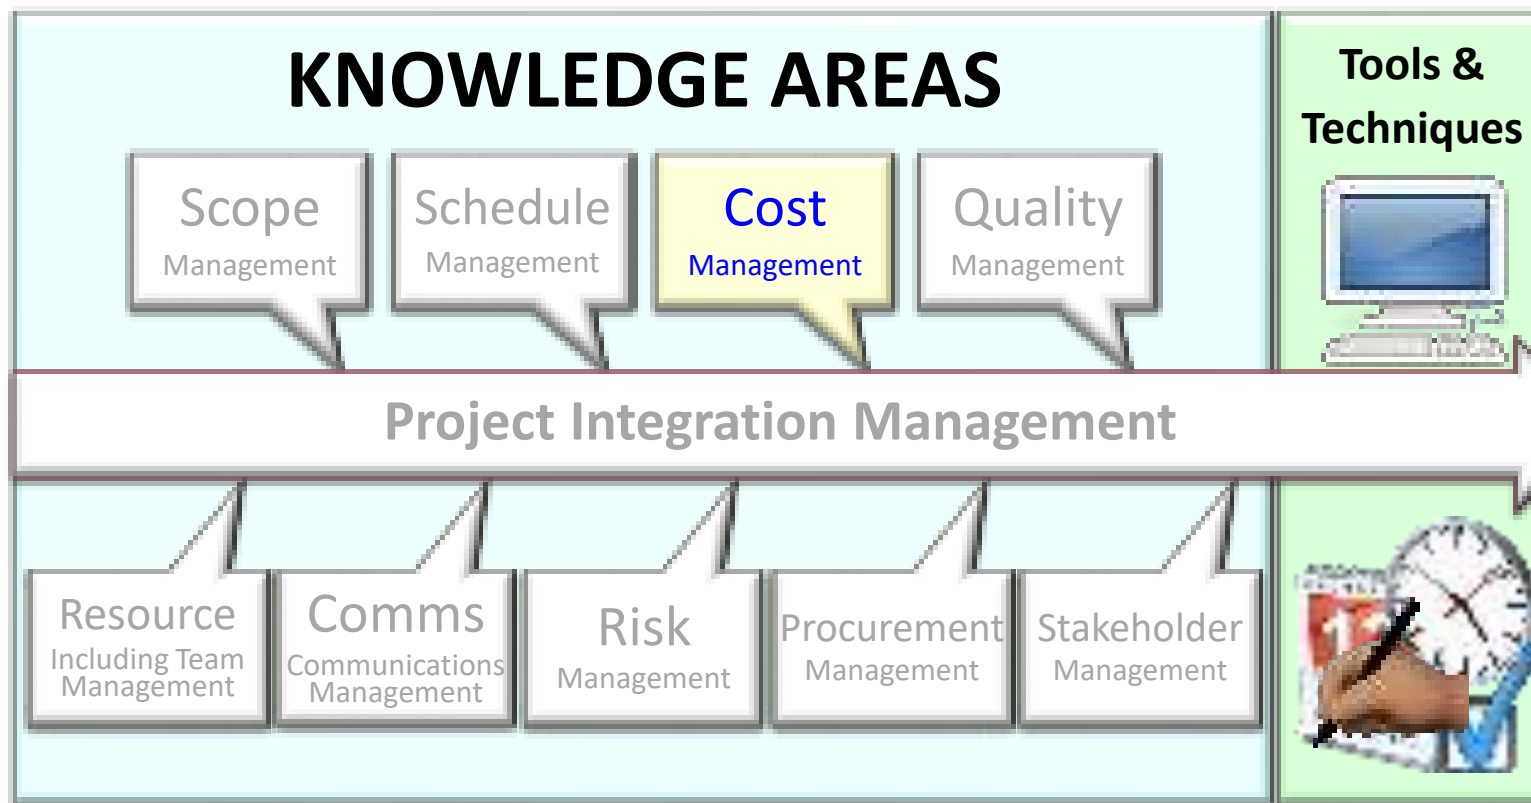 KNOWLEDGE AREAS
Tools &
Techniques
Scope
Management
Schedule
Management
Cost
Management
Quality
Management
Project Integration Management
Resource
Including Team
Management
Comms
Communications
Management
Risk
Management
Procurement
Management
Stakeholder
Management